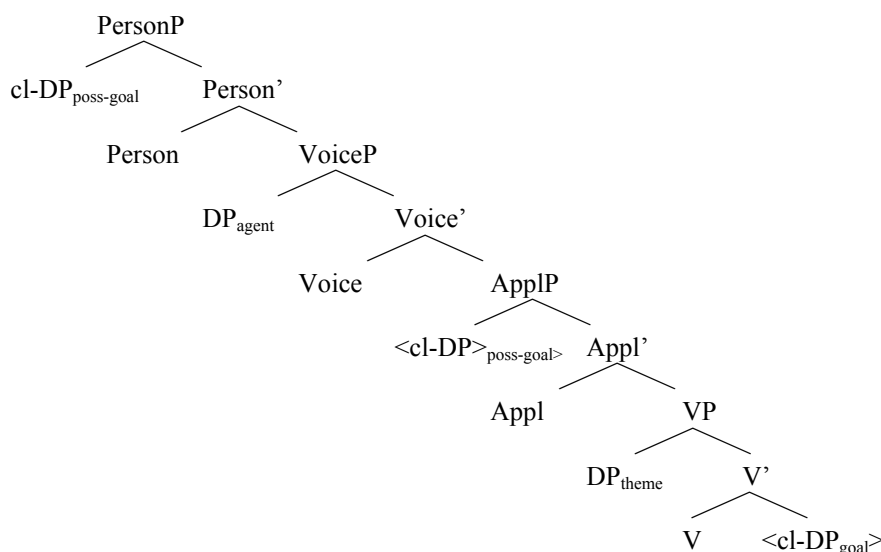 PersonP
cl-DPposs-goal Person’
Person VoiceP
DPagent Voice’
Voice ApplP
<cl-DP>poss-goal> Appl’
Appl VP
DPtheme V’
V <cl-DPgoal>